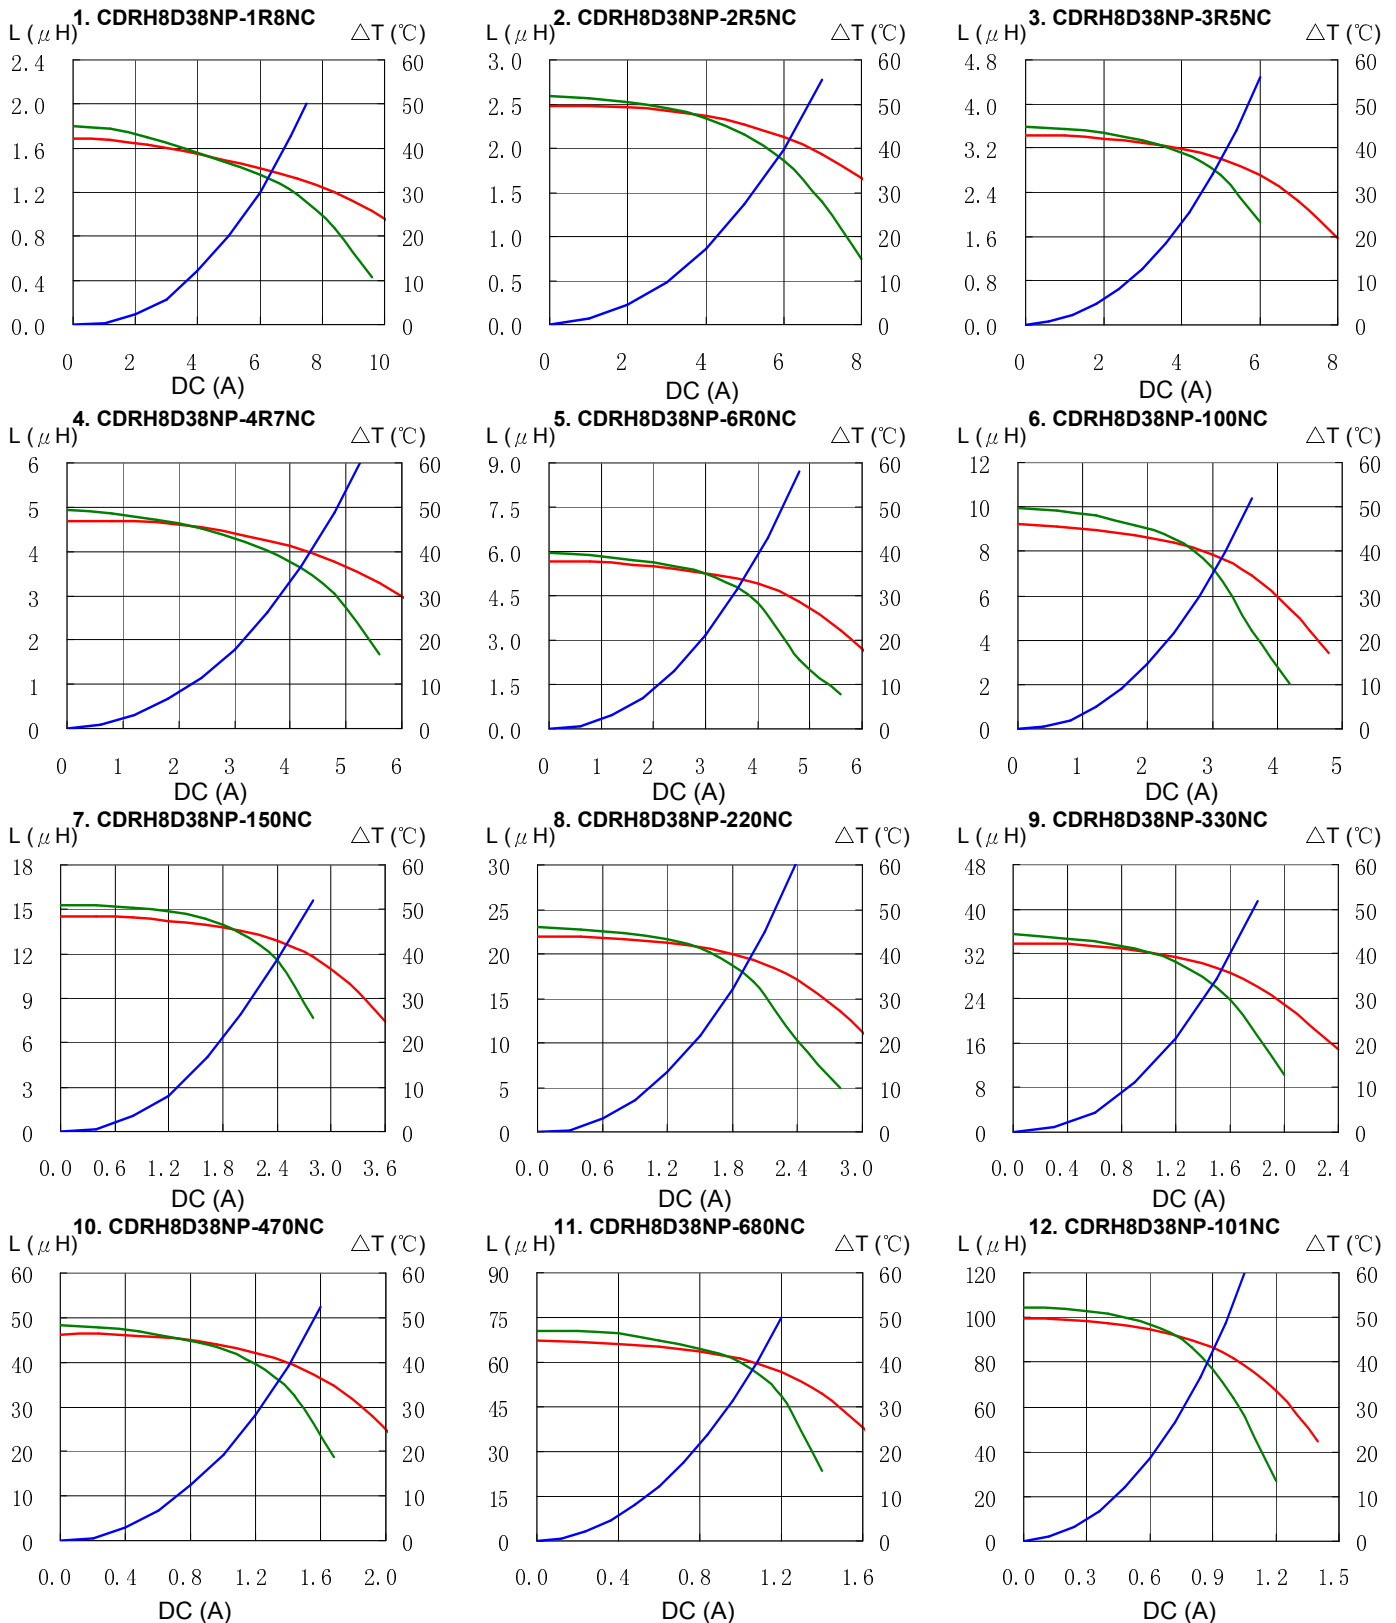 1. CDRH8D38NP-1R8NC
L (μH) △T (℃)
2.4 60
2.0 50
1.6 40
1.2 30
0.8 20
0.4 10
0.0 0
0 2 4 6 8 10
DC (A)
2. CDRH8D38NP-2R5NC
L (μH) △T (℃)
3.0 60
2.5 50
2.0 40
1.5 30
1.0 20
0.5 10
0.0 0
0 2 4 6 8
DC (A)
3. CDRH8D38NP-3R5NC
L (μH) △T (℃)
4.8 60
4.0 50
3.2 40
2.4 30
1.6 20
0.8 10
0.0 0
0 2 4 6 8
DC (A)
4. CDRH8D38NP-4R7NC
L (μH) △T (℃)
6 60
5 50
4 40
3 30
2 20
1 10
0 0
0 1 2 3 4 5 6
DC (A)
5. CDRH8D38NP-6R0NC
L (μH) △T (℃)
9.0 60
7.5 50
6.0 40
4.5 30
3.0 20
1.5 10
0.0 0
0 1 2 3 4 5 6
DC (A)
6. CDRH8D38NP-100NC
L (μH) △T (℃)
12 60
10 50
8 40
6 30
4 20
2 10
0 0
0 1 2 3 4 5
DC (A)
7. CDRH8D38NP-150NC
L (μH) △T (℃)
18 60
15 50
12 40
9 30
6 20
3 10
0 0
0.0 0.6 1.2 1.8 2.4 3.0 3.6
DC (A)
8. CDRH8D38NP-220NC
L (μH) △T (℃)
30 60
25 50
20 40
15 30
10 20
5 10
0 0
0.0 0.6 1.2 1.8 2.4 3.0
DC (A)
9. CDRH8D38NP-330NC
L (μH) △T (℃)
48 60
40 50
32 40
24 30
16 20
8 10
0 0
0.0 0.4 0.8 1.2 1.6 2.0 2.4
DC (A)
10. CDRH8D38NP-470NC
L (μH) △T (℃)
60 60
50 50
40 40
30 30
20 20
10 10
0 0
0.0 0.4 0.8 1.2 1.6 2.0
DC (A)
11. CDRH8D38NP-680NC
L (μH) △T (℃)
90 60
75 50
60 40
45 30
30 20
15 10
0 0
0.0 0.4 0.8 1.2 1.6
DC (A)
12. CDRH8D38NP-101NC
L (μH) △T (℃)
120 60
100 50
80 40
60 30
40 20
20 10
0 0
0.0 0.3 0.6 0.9 1.2 1.5
DC (A)